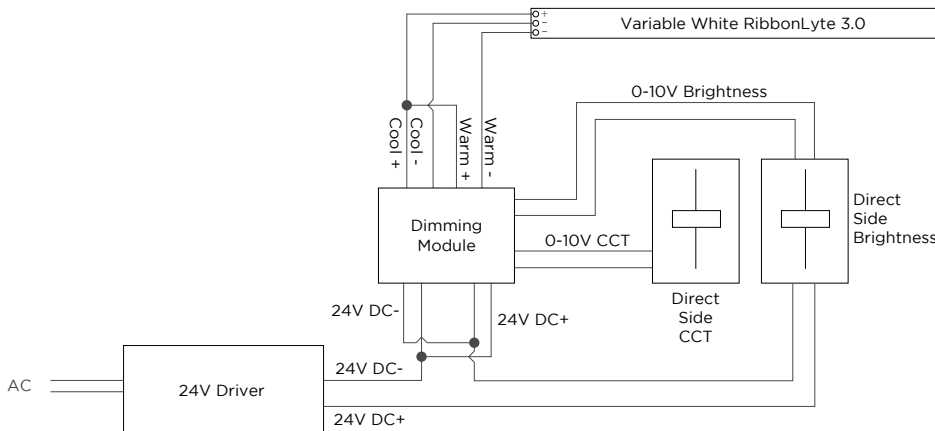 +
−
−
Variable White RibbonLyte 3.0
0-10V Brightness
Cool +
Cool -
Warm +
Warm -
Dimming
Module
0-10V CCT
Direct
Side
Brightness
Direct
Side
CCT
24V DC-
24V DC+
AC
24V Driver
24V DC-
24V DC+